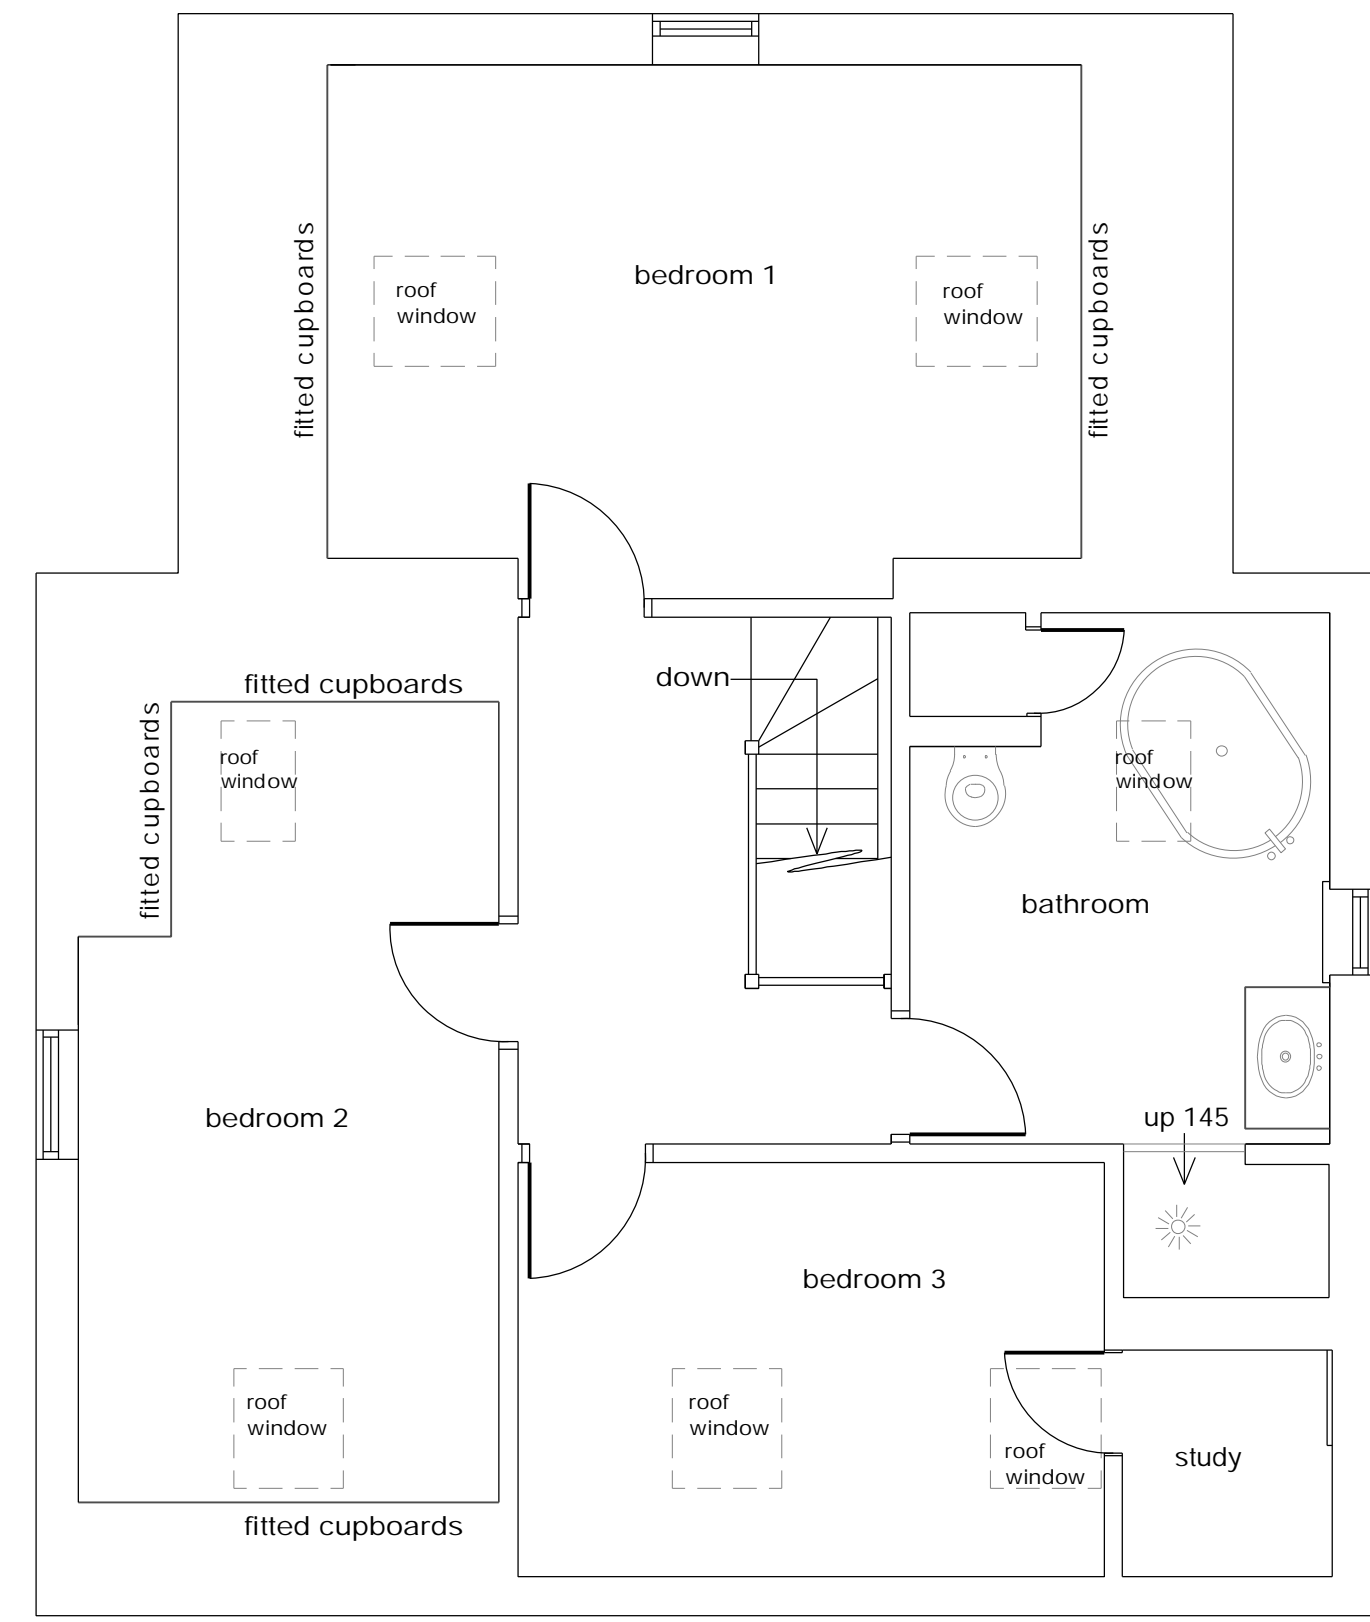 fitted cupboards
roof
window
bedroom 1
roof
window
fitted cupboards
fitted cupboards
down
fitted cupboards
roof
window
roof
window
bathroom
bedroom 2
up 145
bedroom 3
roof
window
roof
window
roof
window
study
fitted cupboards